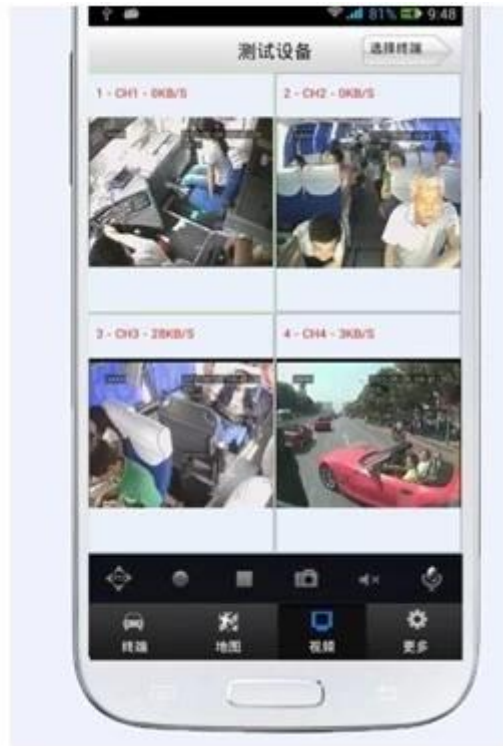 81% 9:48
测试设备
选择终端
1 - CH1 - 0KB/S
2 - CH2 - 0KB/S
3 - CH3 - 28KB/S
4 - CH4 - 3KB/S
终端
地图
视频
更多